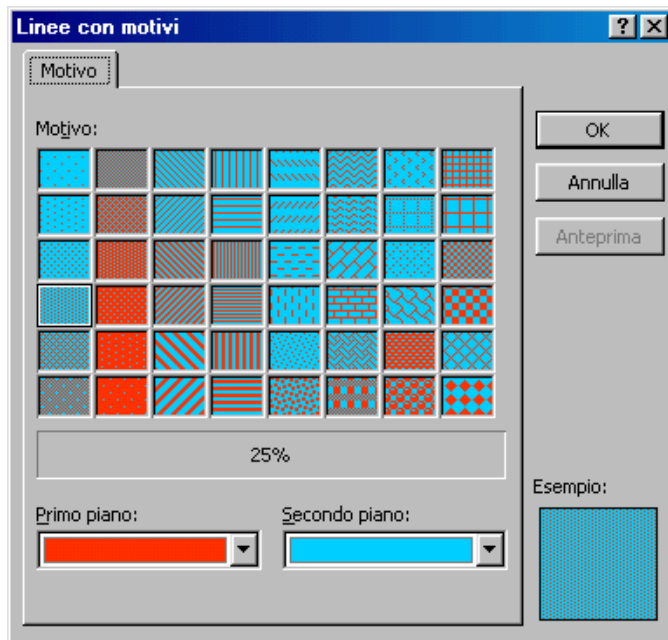 Linee con motivi
Motivo
Motivo:
OK
Annulla
Anteprima
25%
Esempio:
Primo piano:
Secondo piano: